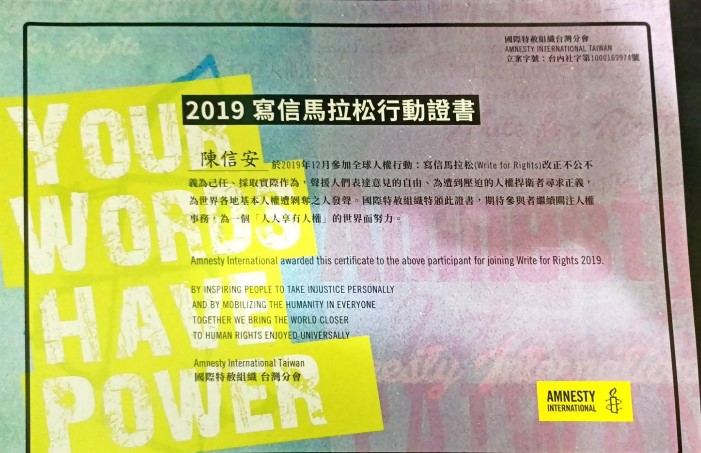 國際特赦組織台灣分會
AMNESTY INTERNATIONAL TAIWAN
立案字號：台內社字第1000169974號
2019 寫信馬拉松行動證書
陳信安 於2019年12月參加全球人權行動：寫信馬拉松(Write for Rights)改正不公不
義為己任、採取實際作為，聲援人們表達意見的自由、為遭到壓迫的人權捍衛者尋求正義，
為世界各地基本人權遭剝奪之人發聲。國際特赦組織特頒此證書，期待參與者繼續關注人權
事務，為一個「人人享有人權」的世界而努力。
Amnesty International awarded this certificate to the above participant for joining Write for Rights 2019.
BY INSPIRING PEOPLE TO TAKE INJUSTICE PERSONALLY
AND BY MOBILIZING THE HUMANITY IN EVERYONE
TOGETHER WE BRING THE WORLD CLOSER
TO HUMAN RIGHTS ENJOYED UNIVERSALLY
Amnesty International Taiwan
國際特赦組織 台灣分會
YOUR
WORDS
HAVE
POWER
AMNESTY
INTERNATIONAL